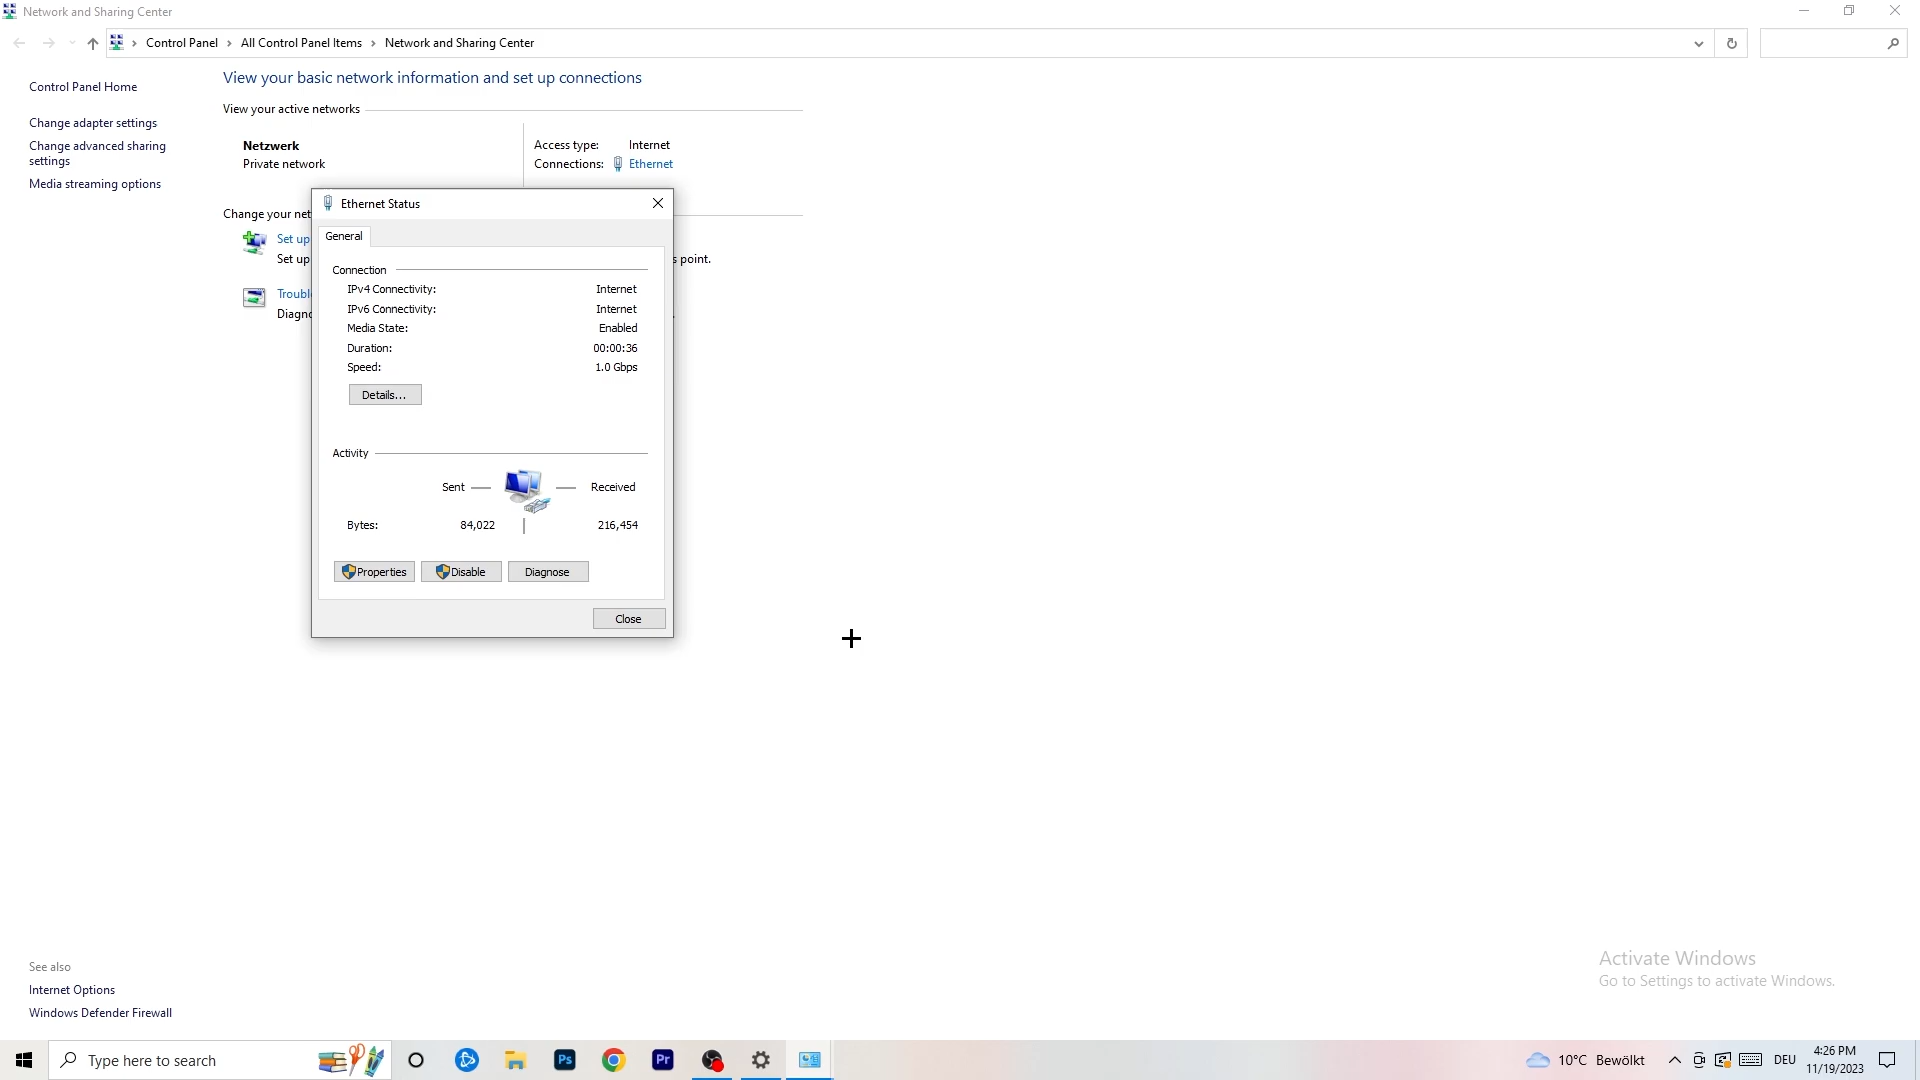 Network and Sharing Center
Control Panel
All Control Panel Items
Network and Sharing Center
Control Panel Home
Change adapter settings
Change advanced sharing
settings
Media streaming options
View your basic network information and set up connections
View your active networks
Netzwerk
Private network
Access type: Internet
Connections: Ethernet
Change your net
Set up
Set up s point.
Troubl
Diagno
Ethernet Status
General
Connection
IPv4 Connectivity: Internet
IPv6 Connectivity: Internet
Media State: Enabled
Duration: 00:00:36
Speed: 1.0 Gbps
Details...
Activity
Sent Received
Bytes: 84,022 216,454
Properties
Disable
Diagnose
Close
See also
Internet Options
Windows Defender Firewall
Activate Windows
Go to Settings to activate Windows.
Type here to search
Ps
Pr
10°C Bewölkt
DEU
4:26 PM
11/19/2023